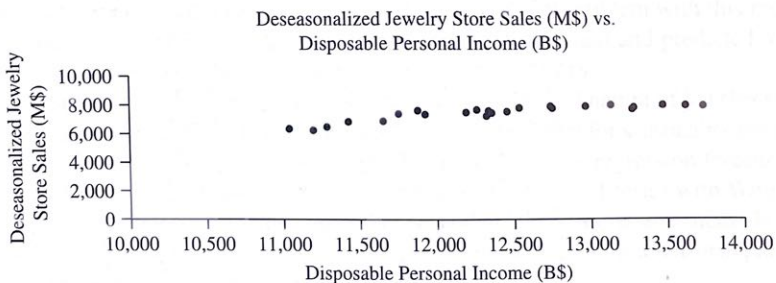 Deseasonalized Jewelry Store Sales (M$) vs.
Disposable Personal Income (B$)
Deseasonalized Jewelry
Store Sales (M$)
10,000
8,000
6,000
4,000
2,000
0
10,000 10,500 11,000 11,500 12,000 12,500 13,000 13,500 14,000
Disposable Personal Income (B$)